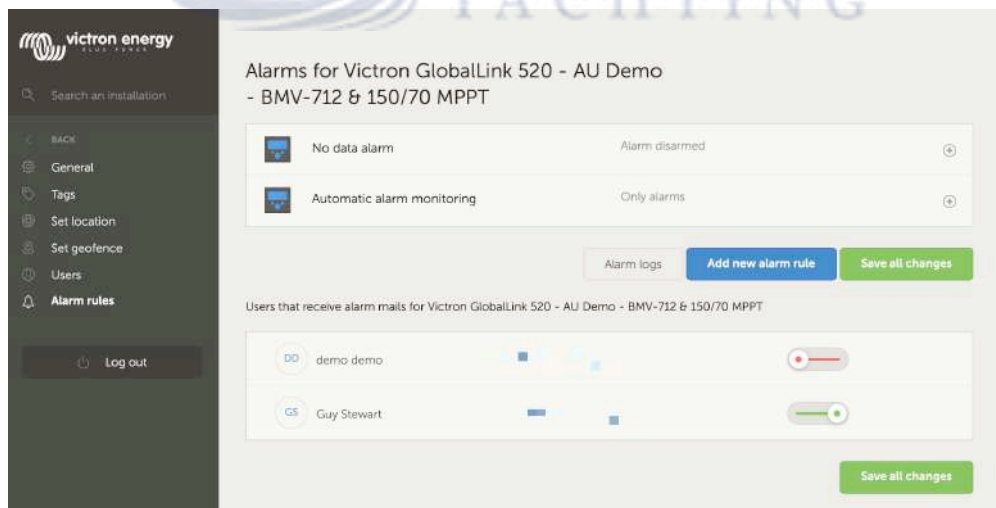 YACHTING
victron energy
BLUE POWER
Search an installation
BACK
General
Tags
Set location
Set geofence
Users
Alarm rules
Log out
Alarms for Victron GlobalLink 520 - AU Demo
- BMV-712 & 150/70 MPPT
No data alarm
Alarm disarmed
Automatic alarm monitoring
Only alarms
Alarm logs
Add new alarm rule
Save all changes
Users that receive alarm mails for Victron GlobalLink 520 - AU Demo - BMV-712 & 150/70 MPPT
DD
demo demo
GS
Guy Stewart
Save all changes